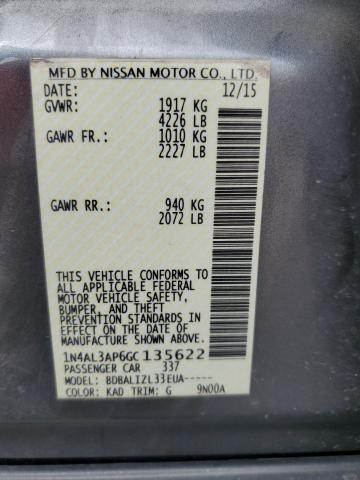 MFD BY NISSAN MOTOR CO., LTD.
DATE: 12/15
GVWR: 1917 KG
4226 LB
GAWR FR.: 1010 KG
2227 LB
GAWR RR.: 940 KG
2072 LB
THIS VEHICLE CONFORMS TO
ALL APPLICABLE FEDERAL
MOTOR VEHICLE SAFETY,
BUMPER, AND THEFT
PREVENTION STANDARDS
IN EFFECT ON THE DATE OF
MANUFACTURE SHOWN ABOVE.
1N4AL3AP6GC135622
PASSENGER CAR 337
MODEL: BDBALIZL33EUA-----
COLOR: KAD TRIM: G 9N00A